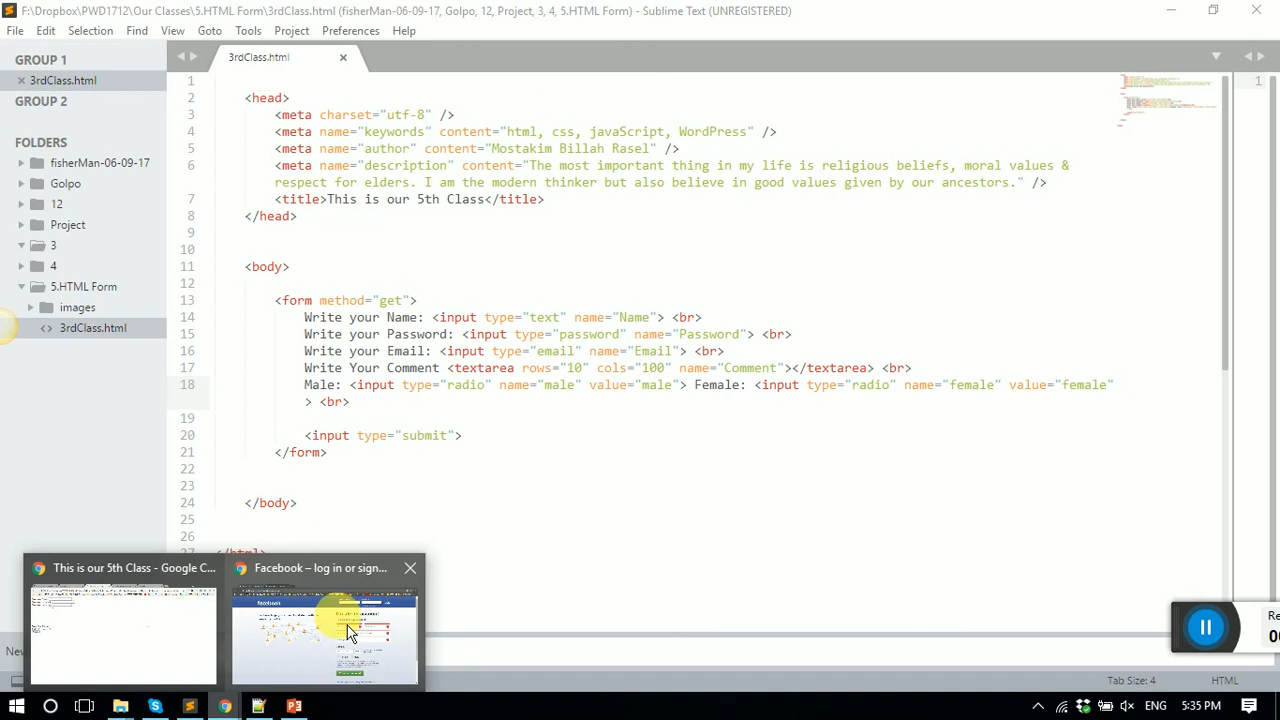 F:\Dropbox\PWD1712\Our Classes\5.HTML Form\3rdClass.html (fisherMan-06-09-17, Golpo, 12, Project, 3, 4, 5.HTML Form) - Sublime Text (UNREGISTERED)
File Edit Selection Find View Goto Tools Project Preferences Help
GROUP 1
3rdClass.html
GROUP 2
FOLDERS
fisherMan-06-09-17
Golpo
12
Project
3
4
5.HTML Form
images
<> 3rdClass.html
3rdClass.html
1
2 <head>
3 <meta charset="utf-8" />
4 <meta name="keywords" content="html, css, javaScript, WordPress" />
5 <meta name="author" content="Mostakim Billah Rasel" />
6 <meta name="description" content="The most important thing in my life is religious beliefs, moral values &
respect for elders. I am the modern thinker but also believe in good values given by our ancestors." />
7 <title>This is our 5th Class</title>
8 </head>
9
10
11 <body>
12
13 <form method="get">
14 Write your Name: <input type="text" name="Name"> <br>
15 Write your Password: <input type="password" name="Password"> <br>
16 Write your Email: <input type="email" name="Email"> <br>
17 Write Your Comment <textarea rows="10" cols="100" name="Comment"></textarea> <br>
18 Male: <input type="radio" name="male" value="male"> Female: <input type="radio" name="female" value="female"
> <br>
19
20 <input type="submit">
21 </form>
22
23
24 </body>
25
26
27 </html>
1
This is our 5th Class - Google C...
Facebook – log in or sign...
facebook
New
Re
00
Tab Size: 4 HTML
ENG 5:35 PM